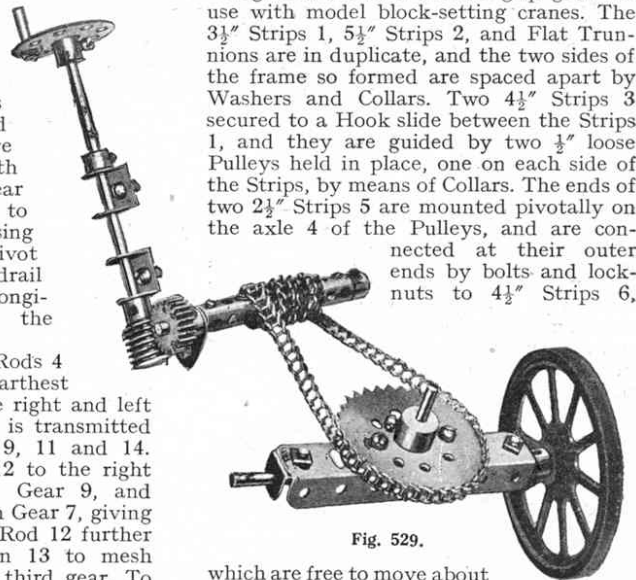 use with model block-setting cranes. The
3½″ Strips 1, 5½″ Strips 2, and Flat Trun-
nions are in duplicate, and the two sides of
the frame so formed are spaced apart by
Washers and Collars. Two 4½″ Strips 3
secured to a Hook slide between the Strips
1, and they are guided by two ½″ loose
Pulleys held in place, one on each side of
the Strips, by means of Collars. The ends of
two 2½″ Strips 5 are mounted pivotally on
the axle 4 of the Pulleys, and are con-
nected at their outer
ends by bolts and lock-
nuts to 4½″ Strips 6,
to
the
Rods 4
right and left
is transmitted
9, 11 and 14.
2 to the right
Gear 9, and
Gear 7, giving
Rod 12 further
13 to mesh
third gear. To
Fig. 529.
which are free to move about